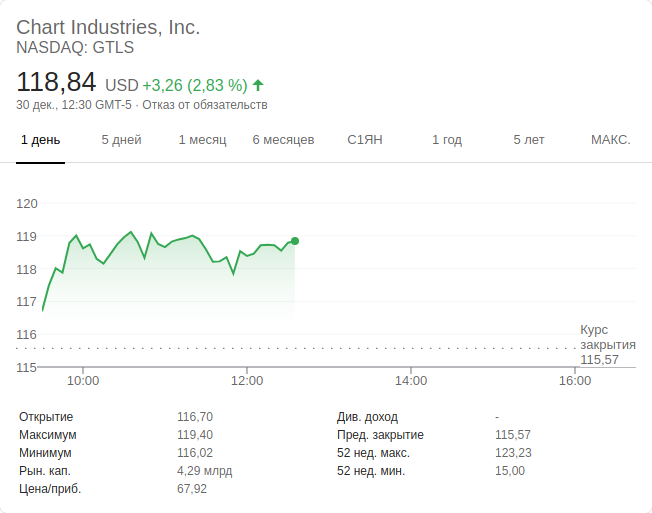 Chart Industries, Inc.
NASDAQ: GTLS
118,84 USD +3,26 (2,83 %)
30 дек., 12:30 GMT-5 · Отказ от обязательств
1 день 5 дней 1 месяц 6 месяцев С1ЯН 1 год 5 лет МАКС.
120
119
118
117
116
Курс
закрытия
115,57
115
10:00 12:00 14:00 16:00
Открытие 116,70 Див. доход -
Максимум 119,40 Пред. закрытие 115,57
Минимум 116,02 52 нед. макс. 123,23
Рын. кап. 4,29 млрд 52 нед. мин. 15,00
Цена/приб. 67,92